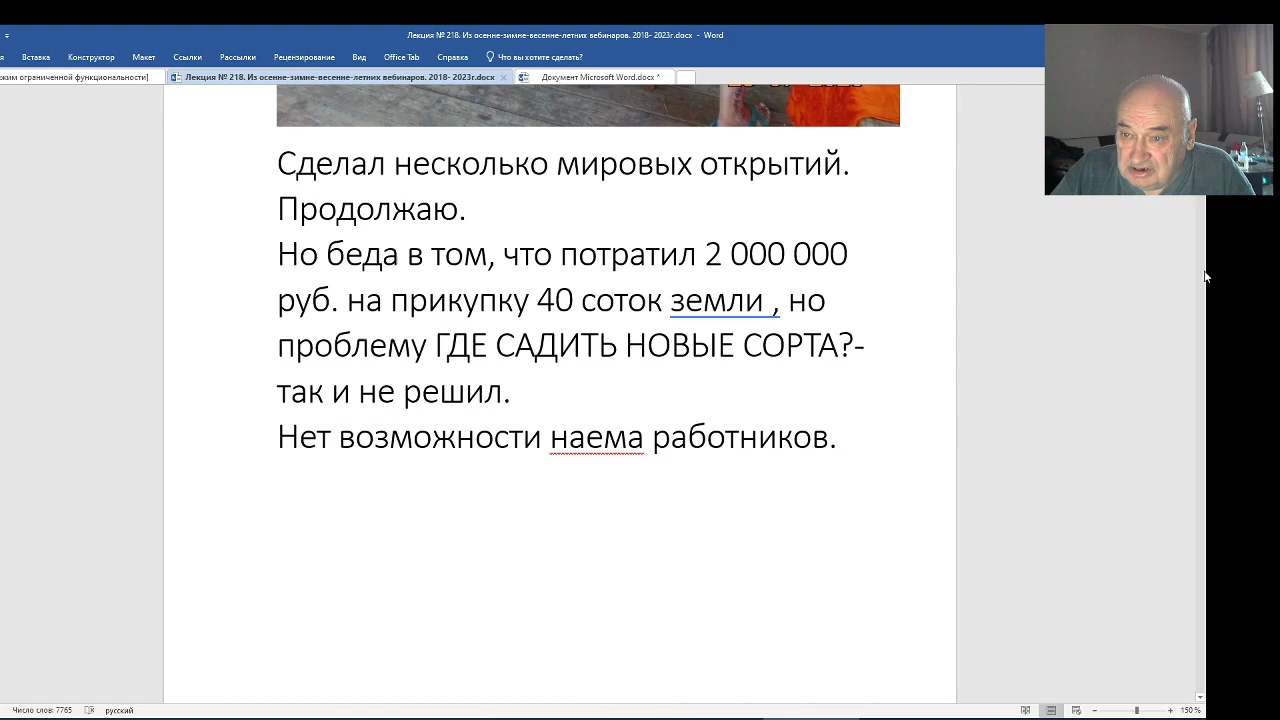 Лекция № 218. Из осенне-зимне-весенне-летних вебинаров. 2018- 2023г.docx - Word
Вставка Конструктор Макет Ссылки Рассылки Рецензирование Вид Office Tab Справка Что вы хотите сделать?
жим ограниченной функциональности] Лекция № 218. Из осенне-зимне-весенне-летних вебинаров. 2018- 2023г.docx Документ Microsoft Word.docx *
Сделал несколько мировых открытий.
Продолжаю.
Но беда в том, что потратил 2 000 000
руб. на прикупку 40 соток земли , но
проблему ГДЕ САДИТЬ НОВЫЕ СОРТА?-
так и не решил.
Нет возможности наема работников.
Число слов: 7765 русский 150 %